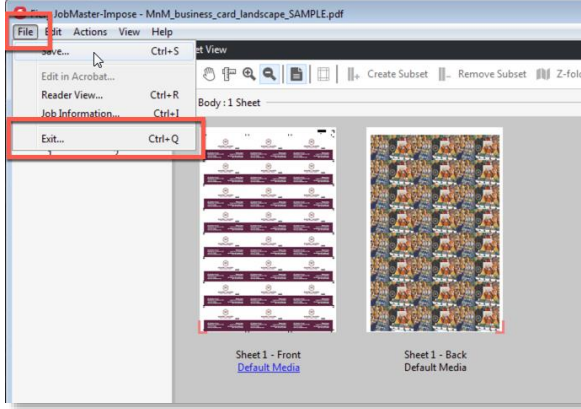 JobMaster-Impose - MnM_business_card_landscape_SAMPLE.pdf
File Edit Actions View Help
Save... Ctrl+S
et View
Edit in Acrobat...
Create Subset Remove Subset Z-fol
Reader View... Ctrl+R
Body : 1 Sheet
Job Information... Ctrl+I
Exit... Ctrl+Q
Sheet 1 - Front Sheet 1 - Back
Default Media Default Media